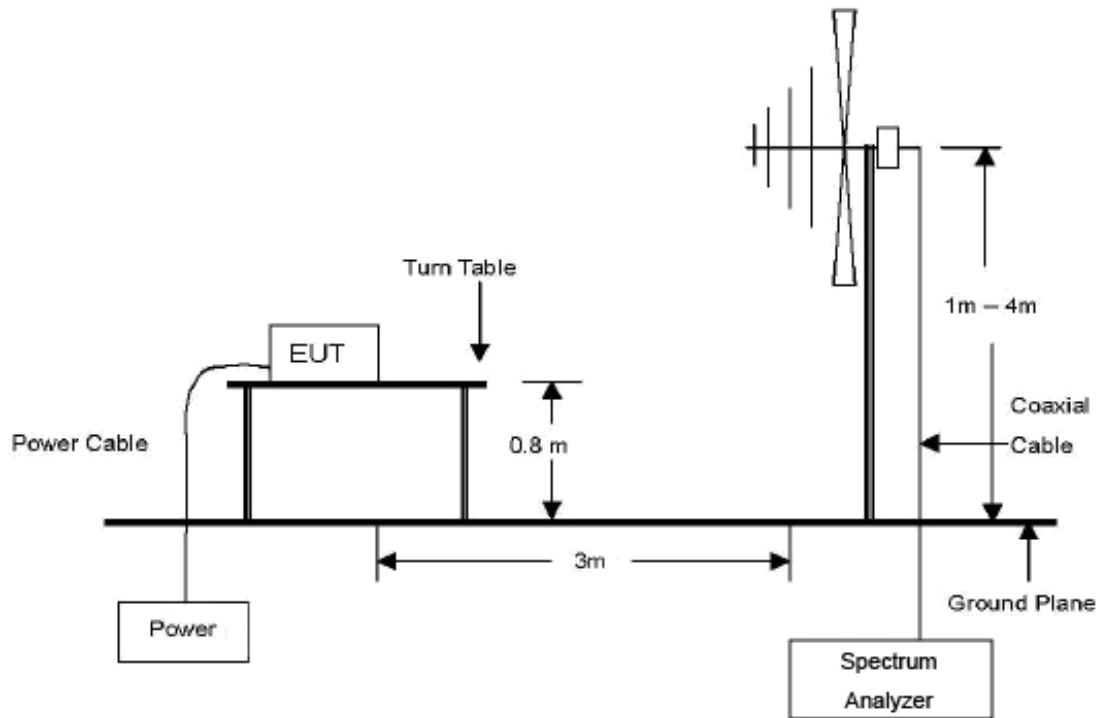 Turn Table
1m – 4m
EUT
Coaxial
Cable
Power Cable
0.8 m
3m
Ground Plane
Power
Spectrum
Analyzer